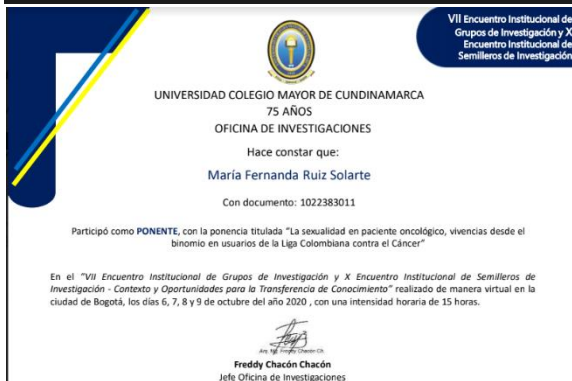 VII Encuentro Institucional de
Grupos de Investigación y X
Encuentro Institucional de
Semilleros de Investigación
UNIVERSIDAD COLEGIO MAYOR DE CUNDINAMARCA
75 AÑOS
OFICINA DE INVESTIGACIONES
Hace constar que:
María Fernanda Ruiz Solarte
Con documento: 1022383011
Participó como PONENTE, con la ponencia titulada "La sexualidad en paciente oncológico, vivencias desde el
binomio en usuarios de la Liga Colombiana contra el Cáncer"
En el "VII Encuentro Institucional de Grupos de Investigación y X Encuentro Institucional de Semilleros de
Investigación - Contexto y Oportunidades para la Transferencia de Conocimiento" realizado de manera virtual en la
ciudad de Bogotá, los días 6, 7, 8 y 9 de octubre del año 2020 , con una intensidad horaria de 15 horas.
Freddy Chacón Chacón
Jefe Oficina de Investigaciones